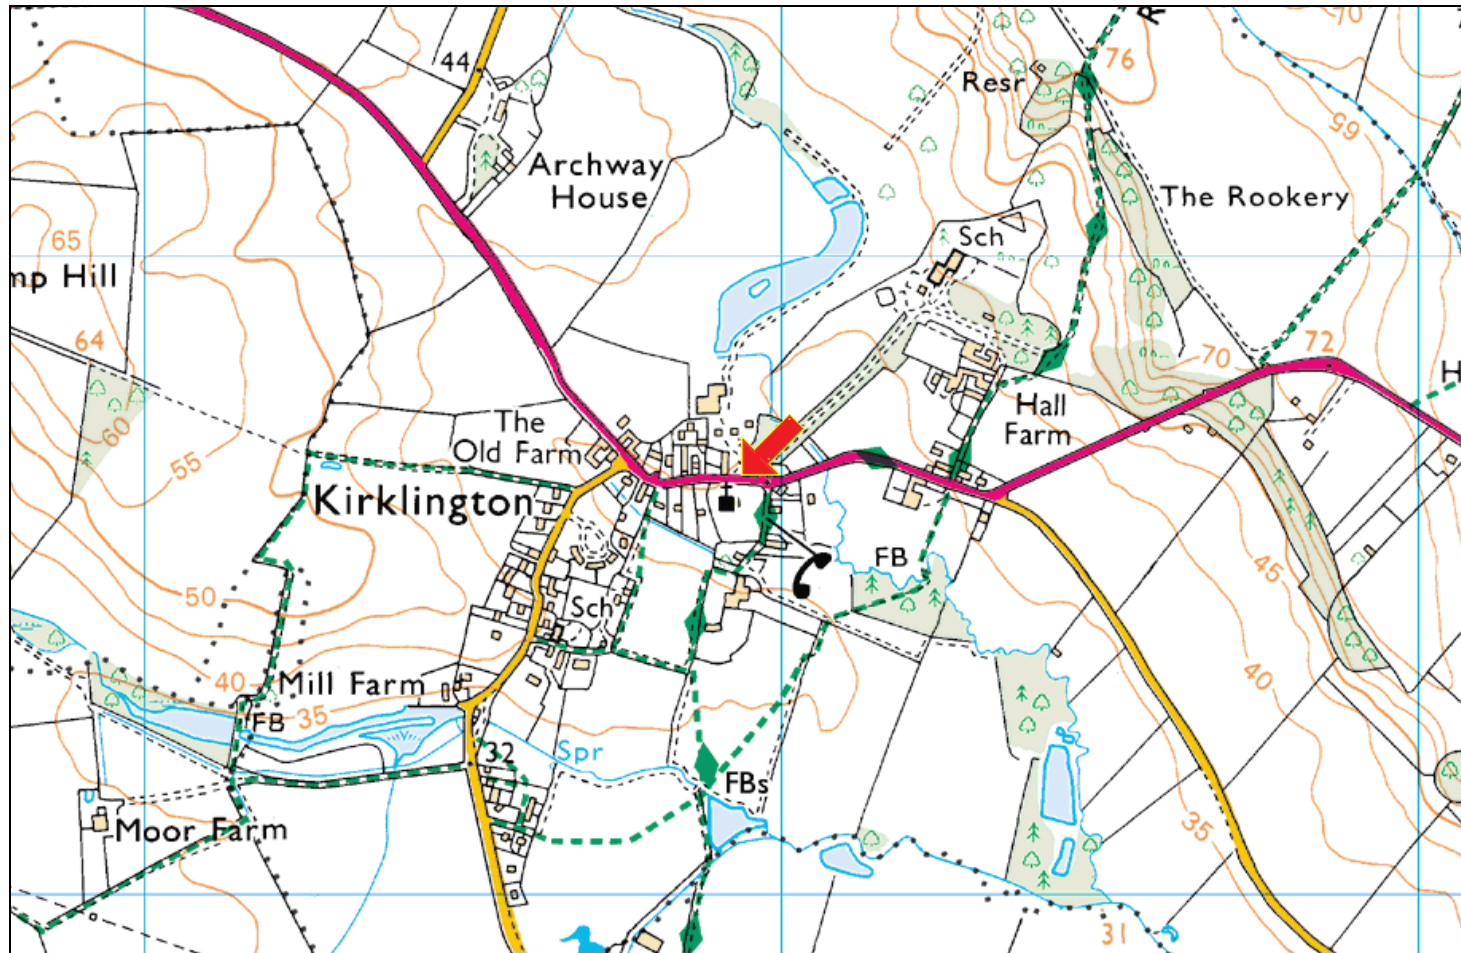 R
70
76
44
Resr
65
Archway
House
The Rookery
Sch
65
mp Hill
64
72
70
H
The
Old Farm
Hall
Farm
60
55
Kirklington
FB
45
50
Sch
40
Mill Farm
40
35
FB
32
Spr
FBs
35
Moor Farm
31